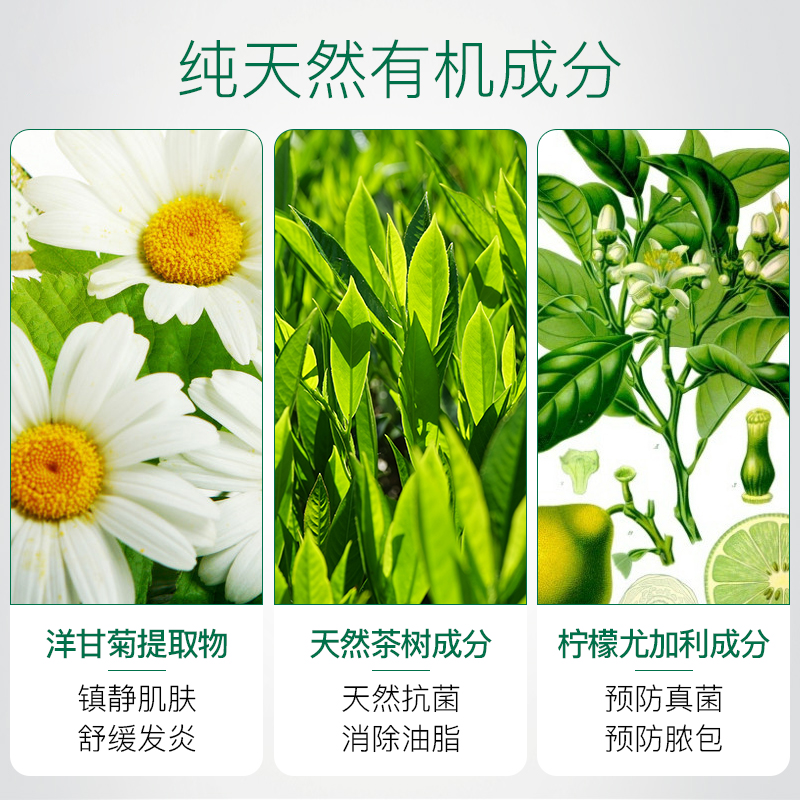 纯天然有机成分
洋甘菊提取物
镇静肌肤
舒缓发炎
天然茶树成分
天然抗菌
消除油脂
柠檬尤加利成分
预防真菌
预防脓包